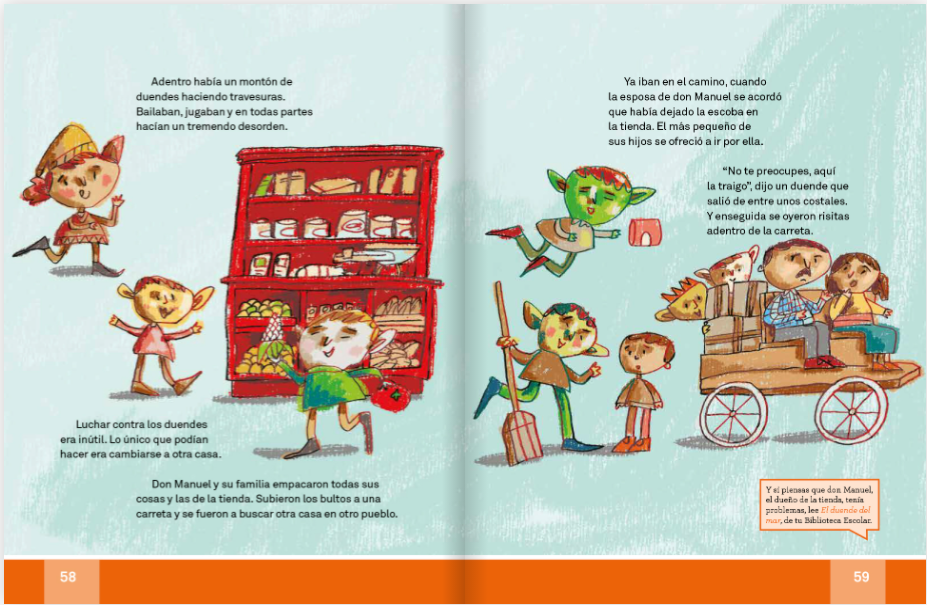 Adentro había un montón de
duendes haciendo travesuras.
Bailaban, jugaban y en todas partes
hacían un tremendo desorden.
Luchar contra los duendes
era inútil. Lo único que podían
hacer era cambiarse a otra casa.
Don Manuel y su familia empacaron todas sus
cosas y las de la tienda. Subieron los bultos a una
carreta y se fueron a buscar otra casa en otro pueblo.
58
Ya iban en el camino, cuando
la esposa de don Manuel se acordó
que había dejado la escoba en
la tienda. El más pequeño de
sus hijos se ofreció a ir por ella.
“No te preocupes, aquí
la traigo”, dijo un duende que
salió de entre unos costales.
Y enseguida se oyeron risitas
adentro de la carreta.
Y si piensas que don Manuel,
el dueño de la tienda, tenía
problemas, lee El duende del
mar, de tu Biblioteca Escolar.
59